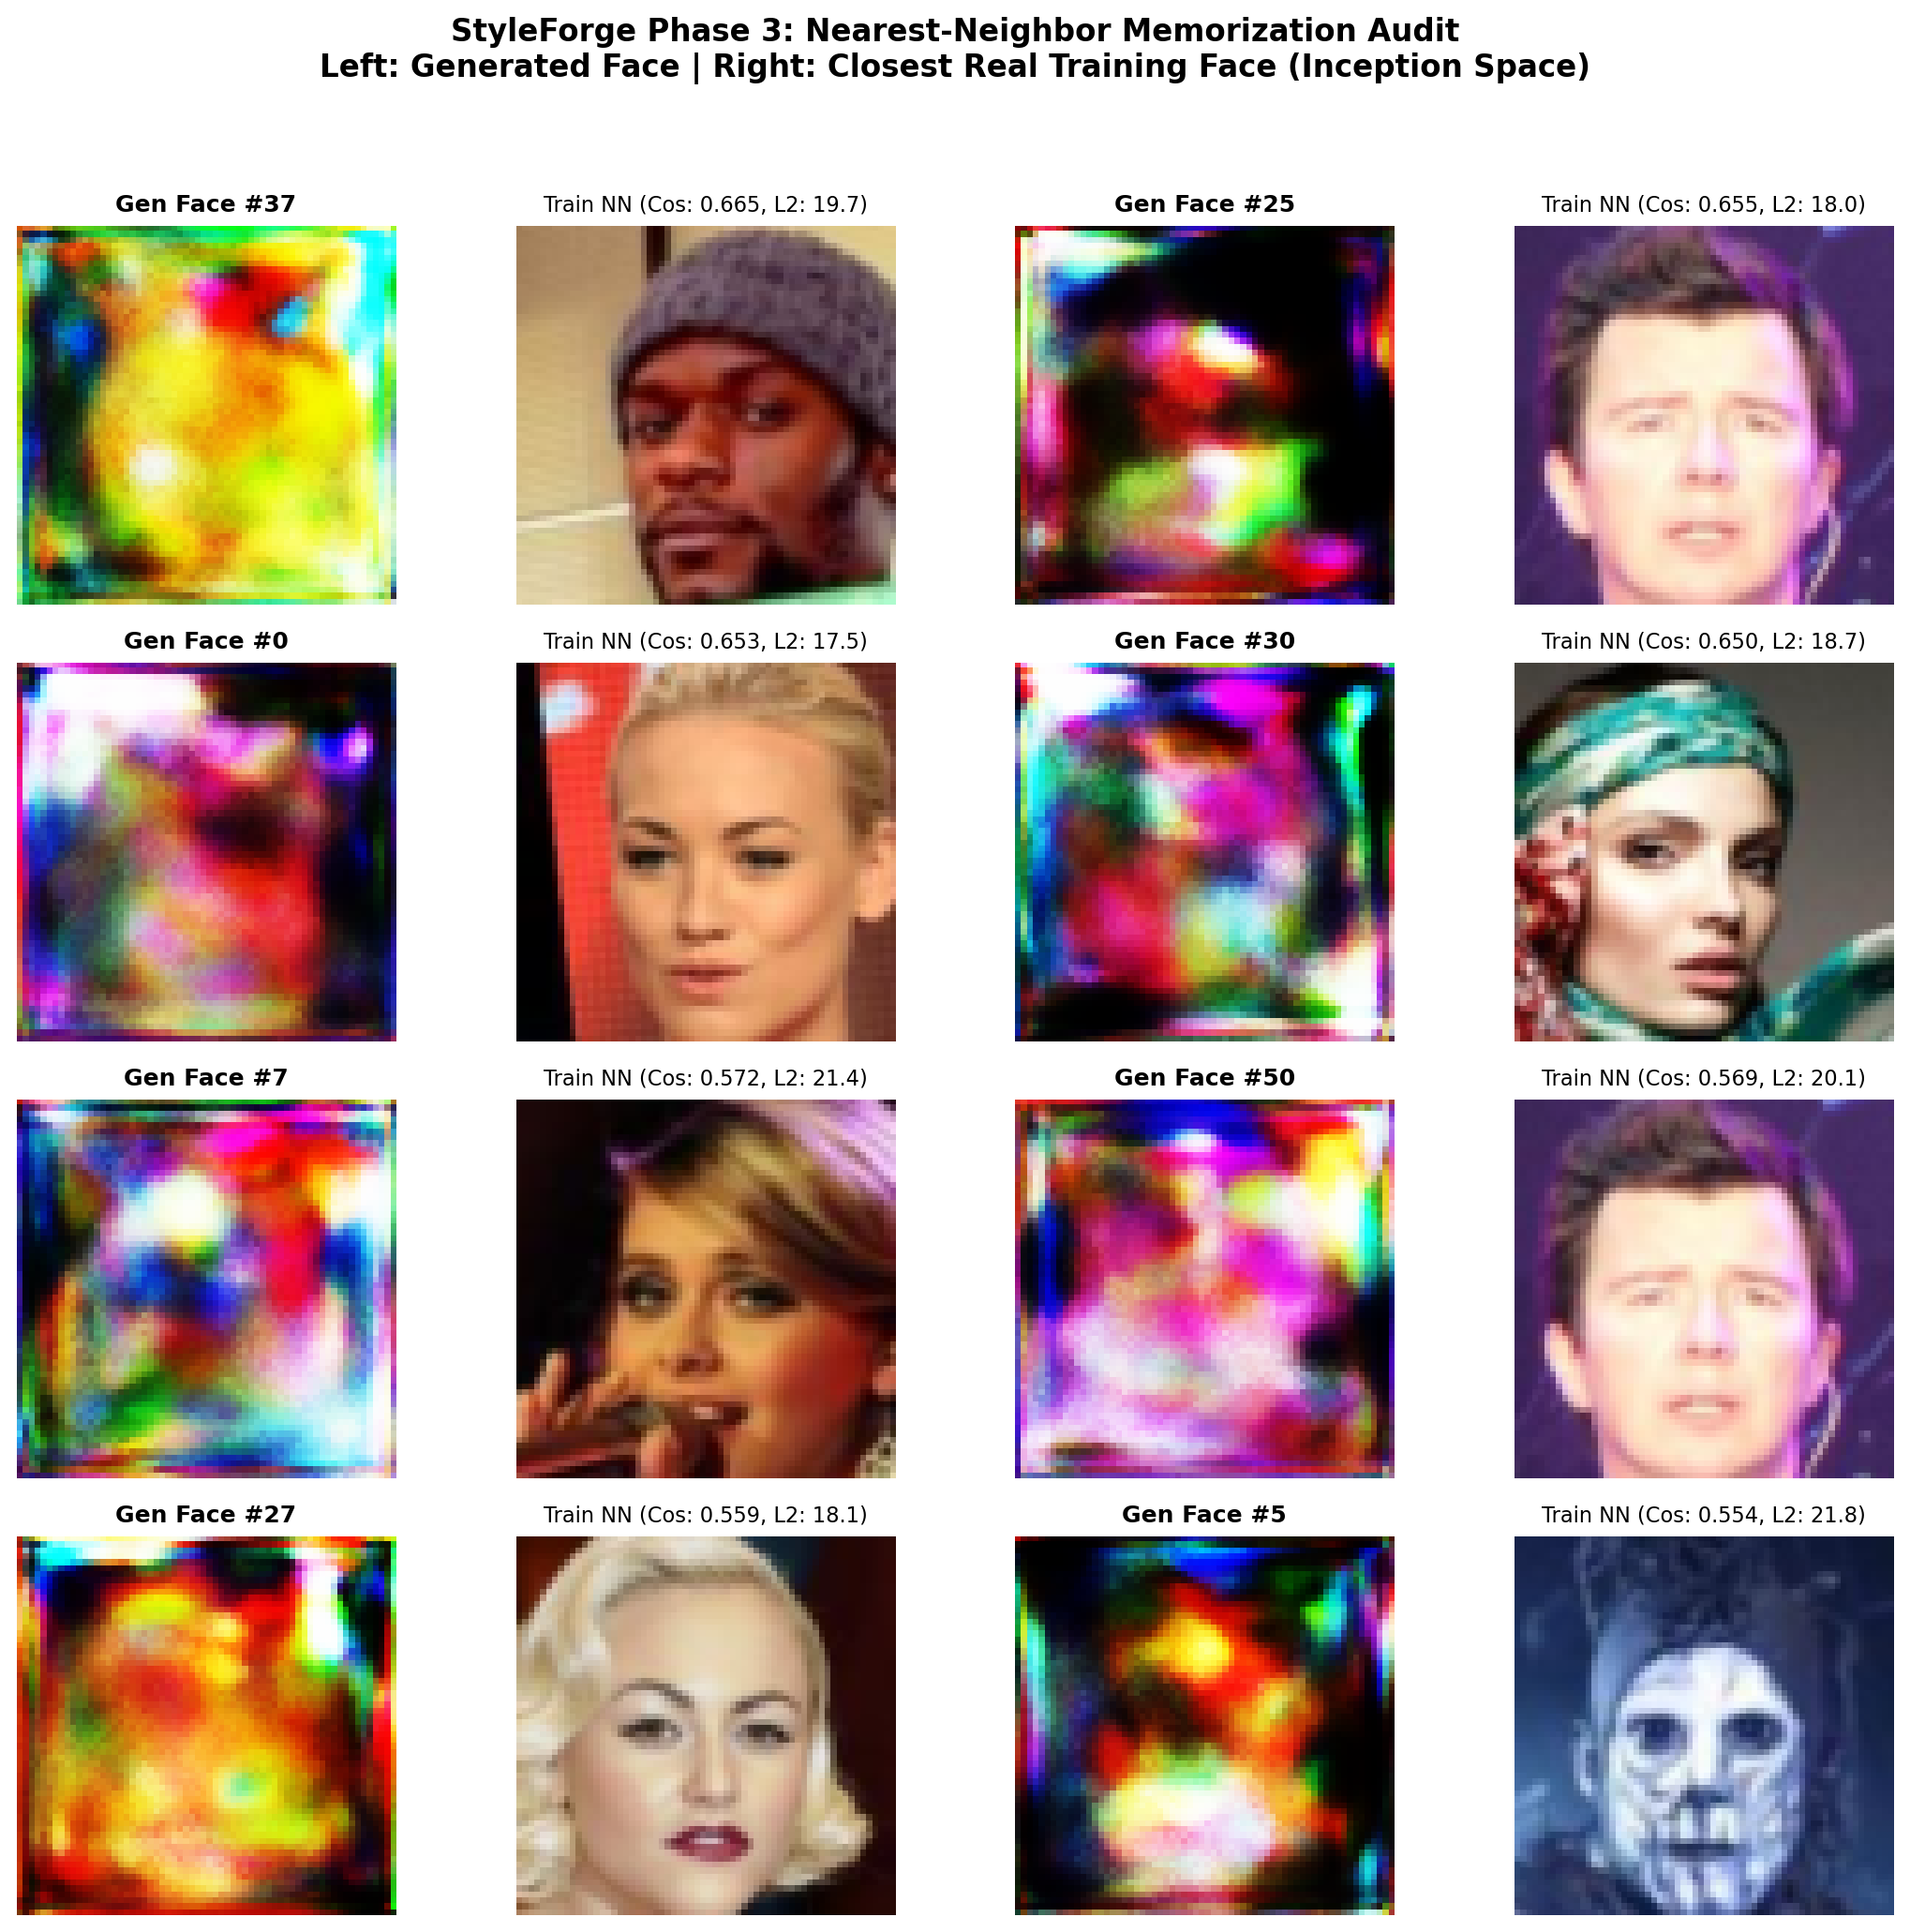 StyleForge Phase 3: Nearest-Neighbor Memorization Audit
Left: Generated Face | Right: Closest Real Training Face (Inception Space)
Gen Face #37
Train NN (Cos: 0.665, L2: 19.7)
Gen Face #25
Train NN (Cos: 0.655, L2: 18.0)
Gen Face #0
Train NN (Cos: 0.653, L2: 17.5)
Gen Face #30
Train NN (Cos: 0.650, L2: 18.7)
Gen Face #7
Train NN (Cos: 0.572, L2: 21.4)
Gen Face #50
Train NN (Cos: 0.569, L2: 20.1)
Gen Face #27
Train NN (Cos: 0.559, L2: 18.1)
Gen Face #5
Train NN (Cos: 0.554, L2: 21.8)